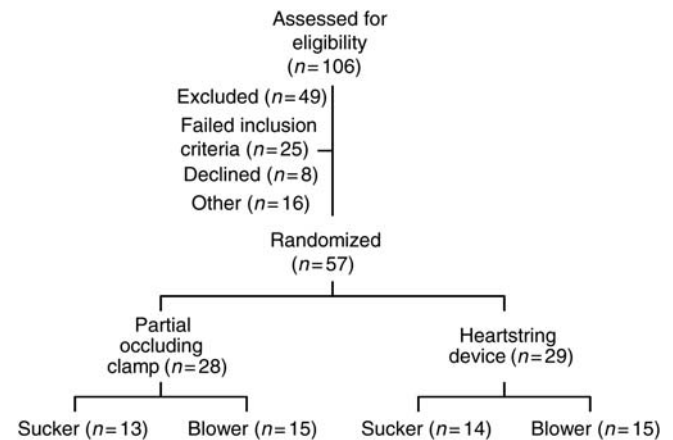 Assessed for
eligibility
(n=106)
Excluded (n=49)
Failed inclusion
criteria (n=25)
Declined (n=8)
Other (n=16)
Randomized
(n=57)
Partial
occluding
clamp (n=28)
Heartstring
device (n=29)
Sucker (n=13)
Blower (n=15)
Sucker (n=14)
Blower (n=15)